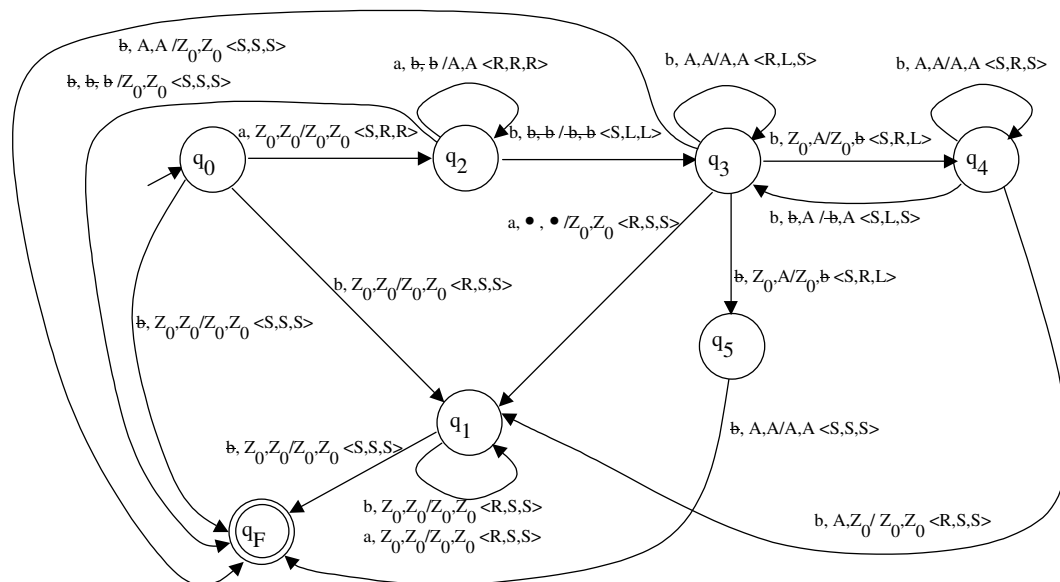 ƀ, A,A /Z₀,Z₀ <S,S,S>
ƀ, ƀ, ƀ /Z₀,Z₀ <S,S,S>
a, ƀ, ƀ /A,A <R,R,R>
b, A,A/A,A <R,L,S>
b, A,A/A,A <S,R,S>
a, Z₀,Z₀/Z₀,Z₀ <S,R,R>
b, ƀ, ƀ / ƀ, ƀ <S,L,L>
b, Z₀,A/Z₀,ƀ <S,R,L>
q₀
q₂
q₃
q₄
b, ƀ,A / ƀ,A <S,L,S>
a, • , • /Z₀,Z₀ <R,S,S>
ƀ, Z₀,A/Z₀,ƀ <S,R,L>
b, Z₀,Z₀/Z₀,Z₀ <R,S,S>
ƀ, Z₀,Z₀/Z₀,Z₀ <S,S,S>
q₅
q₁
ƀ, A,A/A,A <S,S,S>
ƀ, Z₀,Z₀/Z₀,Z₀ <S,S,S>
b, Z₀,Z₀/Z₀,Z₀ <R,S,S>
a, Z₀,Z₀/Z₀,Z₀ <R,S,S>
b, A,Z₀/ Z₀,Z₀ <R,S,S>
q_F